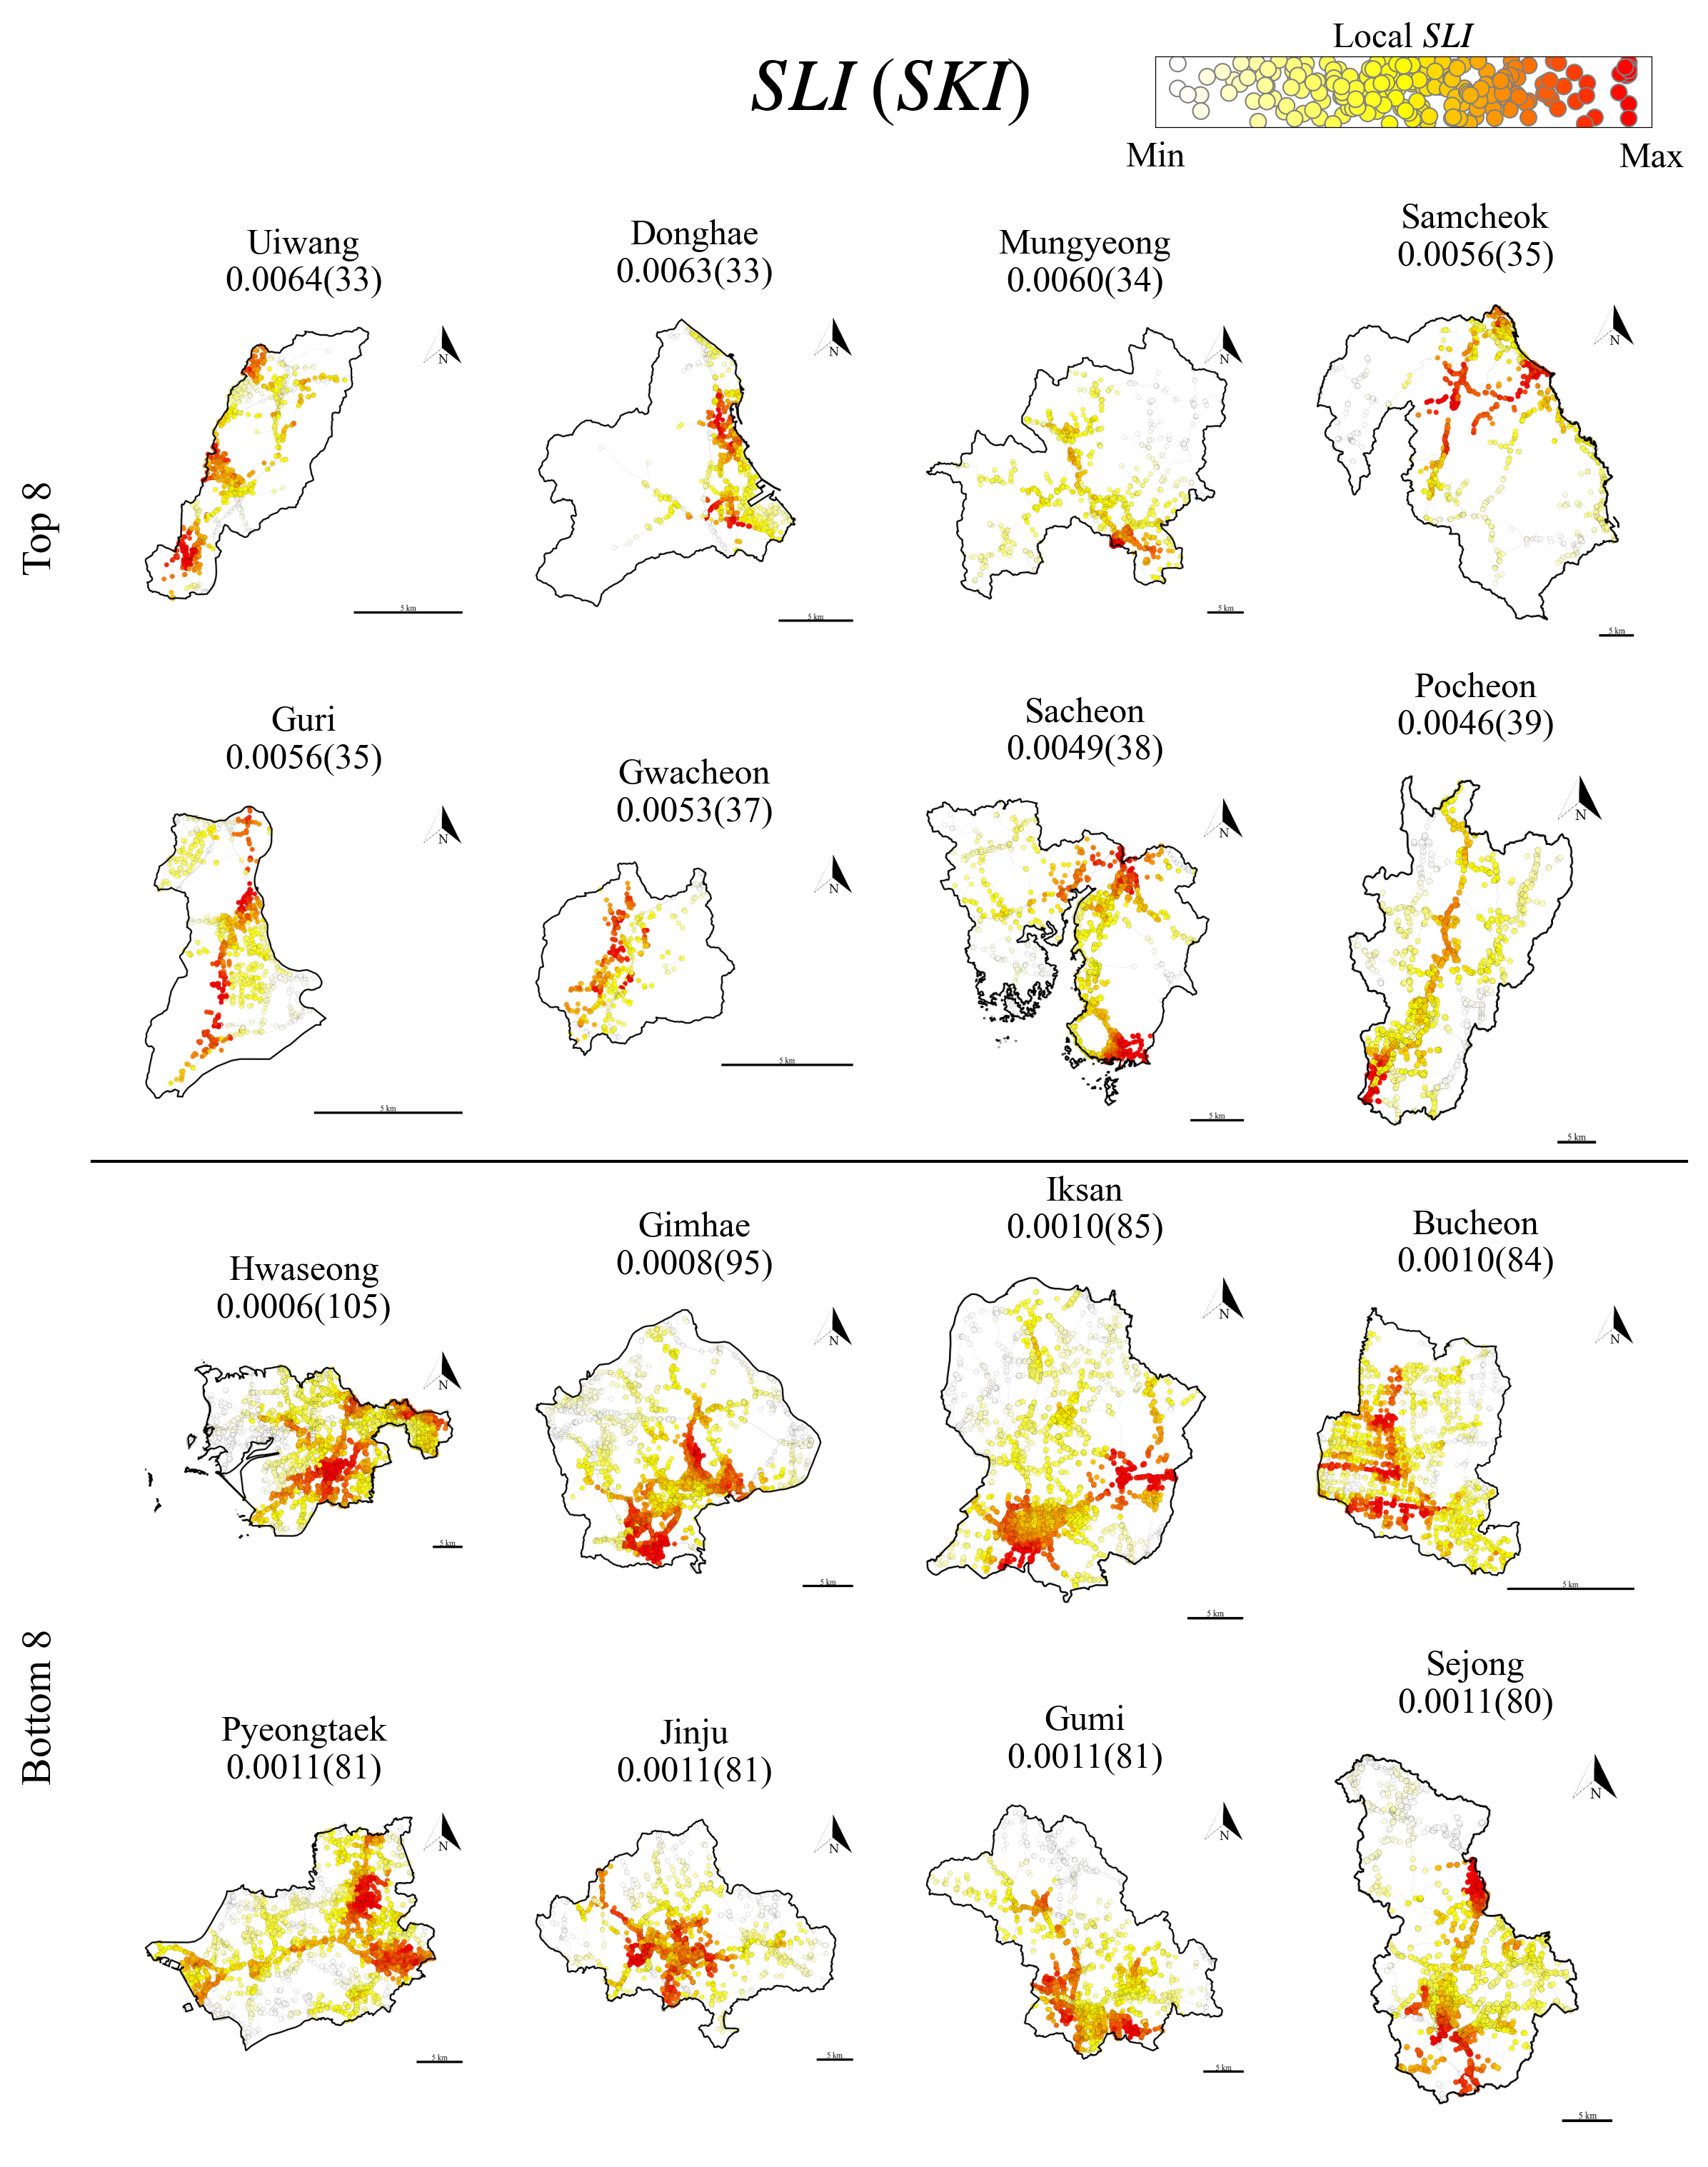 SLI (SKI)
Local SLI
Min
Max
Top 8
Uiwang
0.0064(33)
N
5 km
Donghae
0.0063(33)
N
5 km
Mungyeong
0.0060(34)
N
5 km
Samcheok
0.0056(35)
N
5 km
Guri
0.0056(35)
N
5 km
Gwacheon
0.0053(37)
N
5 km
Sacheon
0.0049(38)
N
5 km
Pocheon
0.0046(39)
N
5 km
Bottom 8
Hwaseong
0.0006(105)
N
5 km
Gimhae
0.0008(95)
N
5 km
Iksan
0.0010(85)
N
5 km
Bucheon
0.0010(84)
N
5 km
Pyeongtaek
0.0011(81)
N
5 km
Jinju
0.0011(81)
N
5 km
Gumi
0.0011(81)
N
5 km
Sejong
0.0011(80)
N
5 km